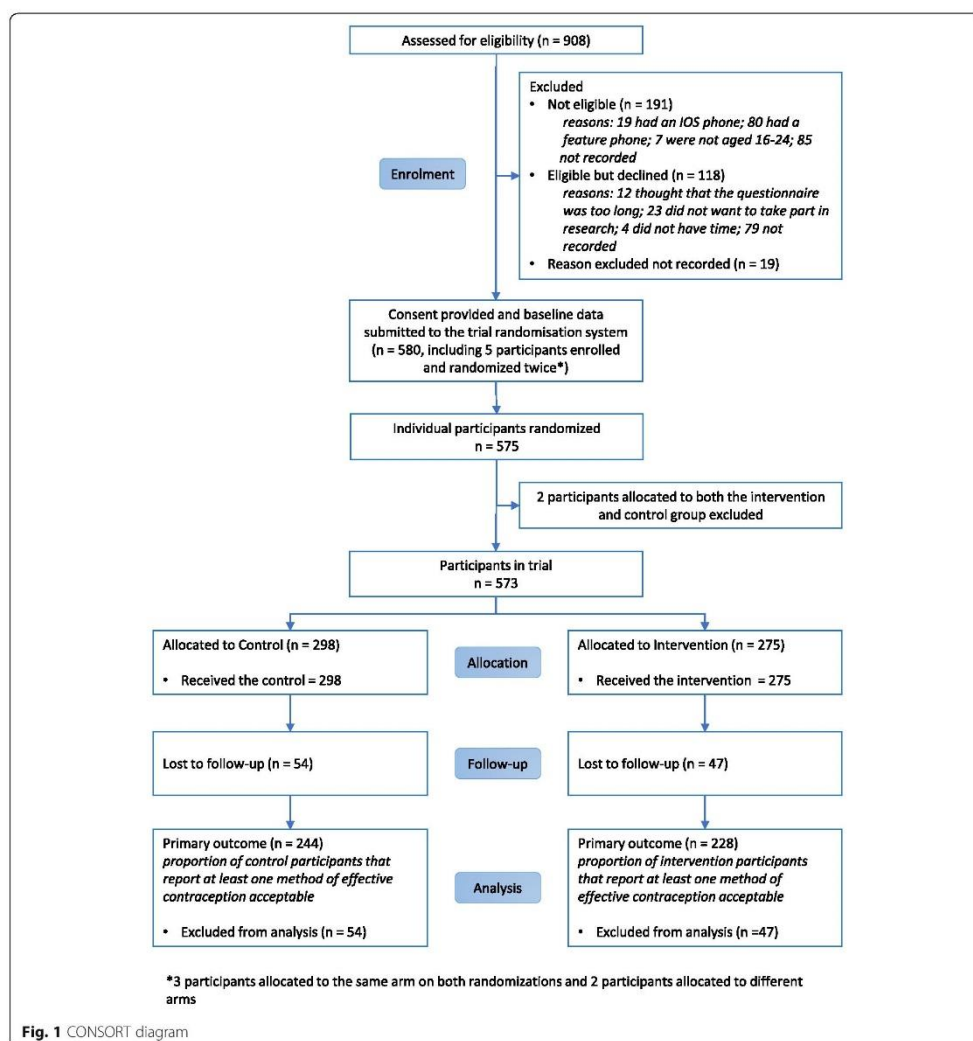 Assessed for eligibility (n = 908)
Excluded
• Not eligible (n = 191)
reasons: 19 had an IOS phone; 80 had a
feature phone; 7 were not aged 16-24; 85
not recorded
• Eligible but declined (n = 118)
reasons: 12 thought that the questionnaire
was too long; 23 did not want to take part in
research; 4 did not have time; 79 not
recorded
• Reason excluded not recorded (n = 19)
Enrolment
Consent provided and baseline data
submitted to the trial randomisation system
(n = 580, including 5 participants enrolled
and randomized twice*)
Individual participants randomized
n = 575
2 participants allocated to both the intervention
and control group excluded
Participants in trial
n = 573
Allocated to Control (n = 298)
• Received the control = 298
Allocation
Allocated to Intervention (n = 275)
• Received the intervention = 275
Lost to follow-up (n = 54)
Follow-up
Lost to follow-up (n = 47)
Primary outcome (n = 244)
proportion of control participants that
report at least one method of effective
contraception acceptable
• Excluded from analysis (n = 54)
Analysis
Primary outcome (n = 228)
proportion of intervention participants
that report at least one method of
effective contraception acceptable
• Excluded from analysis (n =47)
*3 participants allocated to the same arm on both randomizations and 2 participants allocated to different
arms
Fig. 1 CONSORT diagram